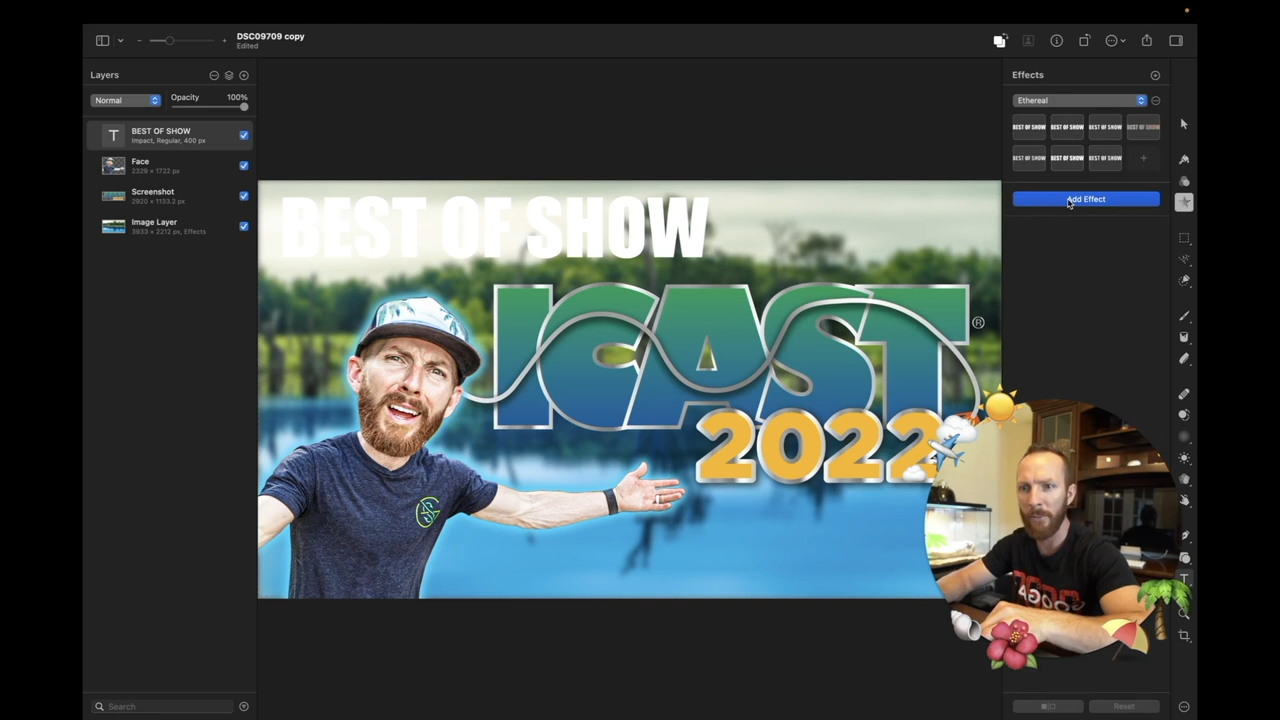 DSC09709 copy
Edited
Layers
Normal
Opacity
100%
BEST OF SHOW
Impact, Regular, 400 px
Face
2329 × 1722 px
Screenshot
2920 × 1133.2 px
Image Layer
3933 × 2212 px, Effects
Search
BEST OF SHOW
ICAST
®
2022
Effects
Ethereal
BEST OF SHOW
BEST OF SHOW
BEST OF SHOW
BEST OF SHOW
BEST OF SHOW
BEST OF SHOW
BEST OF SHOW
Add Effect
Reset